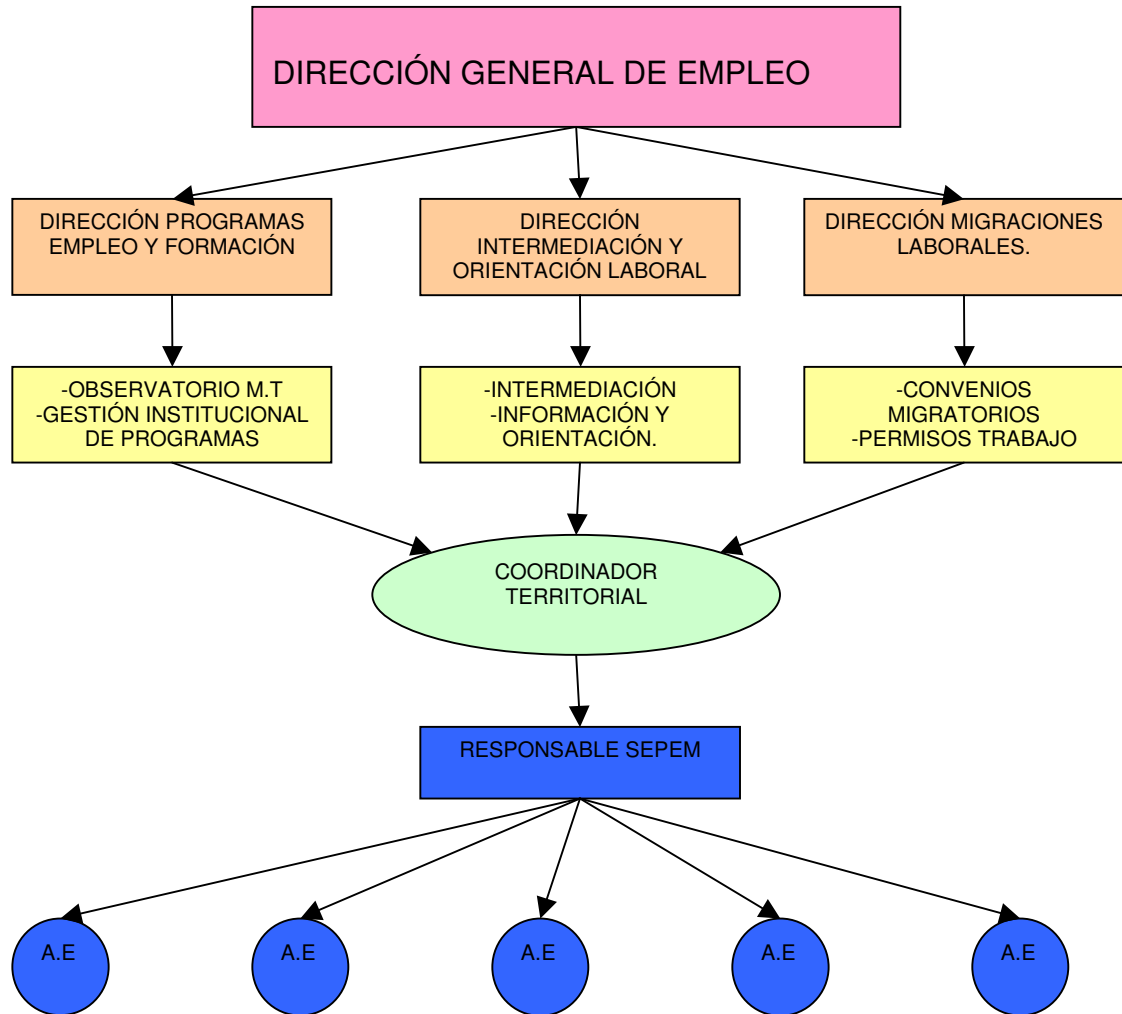 DIRECCIÓN GENERAL DE EMPLEO
DIRECCIÓN PROGRAMAS
EMPLEO Y FORMACIÓN
DIRECCIÓN
INTERMEDIACIÓN Y
ORIENTACIÓN LABORAL
DIRECCIÓN MIGRACIONES
LABORALES.
-OBSERVATORIO M.T
-GESTIÓN INSTITUCIONAL
DE PROGRAMAS
-INTERMEDIACIÓN
-INFORMACIÓN Y
ORIENTACIÓN.
-CONVENIOS
MIGRATORIOS
-PERMISOS TRABAJO
COORDINADOR
TERRITORIAL
RESPONSABLE SEPEM
A.E
A.E
A.E
A.E
A.E